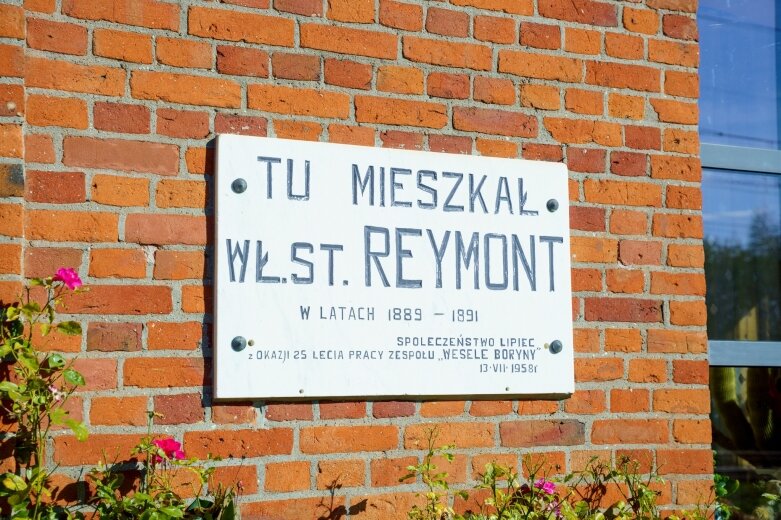 TU MIESZKAŁ
WŁ.ST. REYMONT
W LATACH 1889 – 1891
SPOŁECZEŃSTWO LIPIEC
z OKAZJI 25 LECIA PRACY ZESPOŁU „WESELE BORYNY"
13·VII·1958r